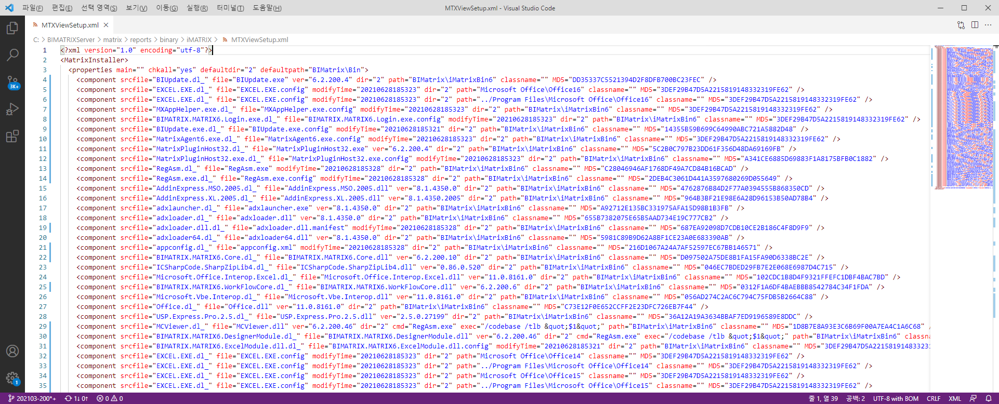 파일(F) 편집(E) 선택 영역(S) 보기(V) 이동(G) 실행(R) 터미널(T) 도움말(H) MTXViewSetup.xml - Visual Studio Code
MTXViewSetup.xml
C: > BIMATRIXServer > matrix > reports > binary > iMATRIX > MTXViewSetup.xml
1 <?xml version="1.0" encoding="utf-8"?>
2 <MatrixInstaller>
3 <properties main="" chkall="yes" defaultdir="2" defaultpath="BIMatrix\Bin">
4 <component srcfile="BIUpdate.dl_" file="BIUpdate.exe" ver="6.2.200.4" dir="2" path="BIMatrix\iMatrixBin6" classname="" MD5="DD35337C5521394D2F8DFB700BC23FEC" />
5 <component srcfile="EXCEL.EXE.dl_" file="EXCEL.EXE.config" modifyTime="20210628185323" dir="2" path="Microsoft Office\Office16" classname="" MD5="3DEF29B47D5A2215819148332319FE62" />
6 <component srcfile="EXCEL.EXE.dl_" file="EXCEL.EXE.config" modifyTime="20210628185323" dir="2" path="../Program Files\Microsoft Office\Office16" classname="" MD5="3DEF29B47D5A2215819148332319FE62" />
7 <component srcfile="MXAppHelper.exe.dl_" file="MXAppHelper.exe.config" modifyTime="20210628185323" dir="2" path="BIMatrix\iMatrixBin6" classname="" MD5="3DEF29B47D5A2215819148332319FE62" />
8 <component srcfile="BIMATRIX.MATRIX6.Login.exe.dl_" file="BIMATRIX.MATRIX6.Login.exe.config" modifyTime="20210628185323" dir="2" path="BIMatrix\iMatrixBin6" classname="" MD5="3DEF29B47D5A2215819148332319FE62" />
9 <component srcfile="BIUpdate.exe.dl_" file="BIUpdate.exe.config" modifyTime="20210628185321" dir="2" path="BIMatrix\iMatrixBin6" classname="" MD5="14355B59B699C64990ABC721A5882D48" />
10 <component srcfile="MatrixAgent6.exe.dl_" file="MatrixAgent6.exe.config" modifyTime="20210628185323" dir="2" path="BIMatrix\iMatrixBin6" classname="" MD5="3DEF29B47D5A2215819148332319FE62" />
11 <component srcfile="MatrixPluginHost32.dl_" file="MatrixPluginHost32.exe" ver="6.2.200.4" dir="2" path="BIMatrix\iMatrixBin6" classname="" MD5="5C2B0C797B23DD61F356D48DA69169FB" />
12 <component srcfile="MatrixPluginHost32.exe.dl_" file="MatrixPluginHost32.exe.config" modifyTime="20210628185323" dir="2" path="BIMatrix\iMatrixBin6" classname="" MD5="A341CE6885D69883F1A8175BFB0C1882" />
13 <component srcfile="RegAsm.dl_" file="RegAsm.exe" modifyTime="20210628185328" dir="2" path="BIMatrix\iMatrixBin6" classname="" MD5="C28046946AF1768DF49A7CD84B16BCAD" />
14 <component srcfile="RegAsm.exe.dl_" file="RegAsm.exe.config" modifyTime="20210628185328" dir="2" path="BIMatrix\iMatrixBin6" classname="" MD5="2DEB4C3061D441A3597680269D055649" />
15 <component srcfile="AddinExpress.MSO.2005.dl_" file="AddinExpress.MSO.2005.dll" ver="8.1.4350.0" dir="2" path="BIMatrix\iMatrixBin6" classname="" MD5="4762876B84D2F77A0394555B868350CD" />
16 <component srcfile="AddinExpress.XL.2005.dl_" file="AddinExpress.XL.2005.dll" ver="8.1.4350.2005" dir="2" path="BIMatrix\iMatrixBin6" classname="" MD5="964B3BF21E98E6A28D96153B50AD78B4" />
17 <component srcfile="adxlauncher.dl_" file="adxlauncher.exe" ver="8.1.4350.0" dir="2" path="BIMatrix\iMatrixBin6" classname="" MD5="A92712E135BC331975AFA15D98B1B3FB" />
18 <component srcfile="adxloader.dl_" file="adxloader.dll" ver="8.1.4350.0" dir="2" path="BIMatrix\iMatrixBin6" classname="" MD5="655B7382075E65B5AAD734E19C777CB2" />
19 <component srcfile="adxloader.dll.dl_" file="adxloader.dll.manifest" modifyTime="20210628185328" dir="2" path="BIMatrix\iMatrixBin6" classname="" MD5="687EA92098D7CDB10CE2B186C4F8D9F9" />
20 <component srcfile="adxloader64.dl_" file="adxloader64.dll" ver="8.1.4350.0" dir="2" path="BIMatrix\iMatrixBin6" classname="" MD5="5981C89B9D62A8BF1CE23A0E683390AB" />
21 <component srcfile="appconfig.dl_" file="appconfig.xml" modifyTime="20210628185328" dir="2" path="BIMatrix\iMatrixBin6" classname="" MD5="216D1067A24A7AF52597EC67BB146571" />
22 <component srcfile="BIMATRIX.MATRIX6.Core.dl_" file="BIMATRIX.MATRIX6.Core.dll" ver="6.2.200.10" dir="2" path="BIMatrix\iMatrixBin6" classname="" MD5="D097502A75DE8B1FA15FA90D6338BC2E" />
23 <component srcfile="ICSharpCode.SharpZipLib4.dl_" file="ICSharpCode.SharpZipLib4.dll" ver="0.86.0.520" dir="2" path="BIMatrix\iMatrixBin6" classname="" MD5="046EC7BDED29FB7E2E068E6987D4C715" />
24 <component srcfile="Microsoft.Office.Interop.Excel.dl_" file="Microsoft.Office.Interop.Excel.dll" ver="11.0.8161.0" dir="2" path="BIMatrix\iMatrixBin6" classname="" MD5="102CDC1B8D4F9321FFEFC1DBF4BAC7BD" />
25 <component srcfile="BIMATRIX.MATRIX6.WorkFlowCore.dl_" file="BIMATRIX.MATRIX6.WorkFlowCore.dll" ver="6.2.200.6" dir="2" path="BIMatrix\iMatrixBin6" classname="" MD5="0312F1A6DF4BAEBBB8542784C34F1FDA" />
26 <component srcfile="Microsoft.Vbe.Interop.dl_" file="Microsoft.Vbe.Interop.dll" ver="11.0.8161.0" dir="2" path="BIMatrix\iMatrixBin6" classname="" MD5="056AD274C2AC6C794C75FDB5B2664C88" />
27 <component srcfile="Office.dl_" file="Office.dll" ver="11.0.8161.0" dir="2" path="BIMatrix\iMatrixBin6" classname="" MD5="C73E12F0E652CCFF2E23DFC726EB7F44" />
28 <component srcfile="USP.Express.Pro.2.5.dl_" file="USP.Express.Pro.2.5.dll" ver="2.5.0.27199" dir="2" path="BIMatrix\iMatrixBin6" classname="" MD5="36A12A19A3634BBAF7ED9196589E8DDC" />
29 <component srcfile="MCViewer.dl_" file="MCViewer.dll" ver="6.2.200.46" dir="2" cmd="RegAsm.exe" exec="/codebase /tlb &quot;$1&quot;" path="BIMatrix\iMatrixBin6" classname="" MD5="1D8B7E8A93E3C6B69F00A7EA4C1A6C68" /
30 <component srcfile="BIMATRIX.MATRIX6.DesignerModule.dl_" file="BIMATRIX.MATRIX6.DesignerModule.dll" ver="6.2.200.46" dir="2" cmd="RegAsm.exe" exec="/codebase /tlb &quot;$1&quot;" path="BIMatrix\iMatrixBin6" class
31 <component srcfile="BIMATRIX.MATRIX6.ExcelModule.dll.dl_" file="BIMATRIX.MATRIX6.ExcelModule.dll.config" modifyTime="20210628185321" dir="2" path="BIMatrix\iMatrixBin6" classname="" MD5="3DEF29B47D5A22158191483323
32 <component srcfile="EXCEL.EXE.dl_" file="EXCEL.EXE.config" modifyTime="20210628185323" dir="2" path="Microsoft Office\Office14" classname="" MD5="3DEF29B47D5A2215819148332319FE62" />
33 <component srcfile="EXCEL.EXE.dl_" file="EXCEL.EXE.config" modifyTime="20210628185323" dir="2" path="../Program Files\Microsoft Office\Office14" classname="" MD5="3DEF29B47D5A2215819148332319FE62" />
34 <component srcfile="EXCEL.EXE.dl_" file="EXCEL.EXE.config" modifyTime="20210628185323" dir="2" path="Microsoft Office\Office15" classname="" MD5="3DEF29B47D5A2215819148332319FE62" />
35 <component srcfile="EXCEL.EXE.dl_" file="EXCEL.EXE.config" modifyTime="20210628185323" dir="2" path="../Program Files\Microsoft Office\Office15" classname="" MD5="3DEF29B47D5A2215819148332319FE62" />
3K+
1
202103-200*+ 1↓ 0↑ 0 0 줄 1, 열 39 공백: 2 UTF-8 with BOM CRLF XML